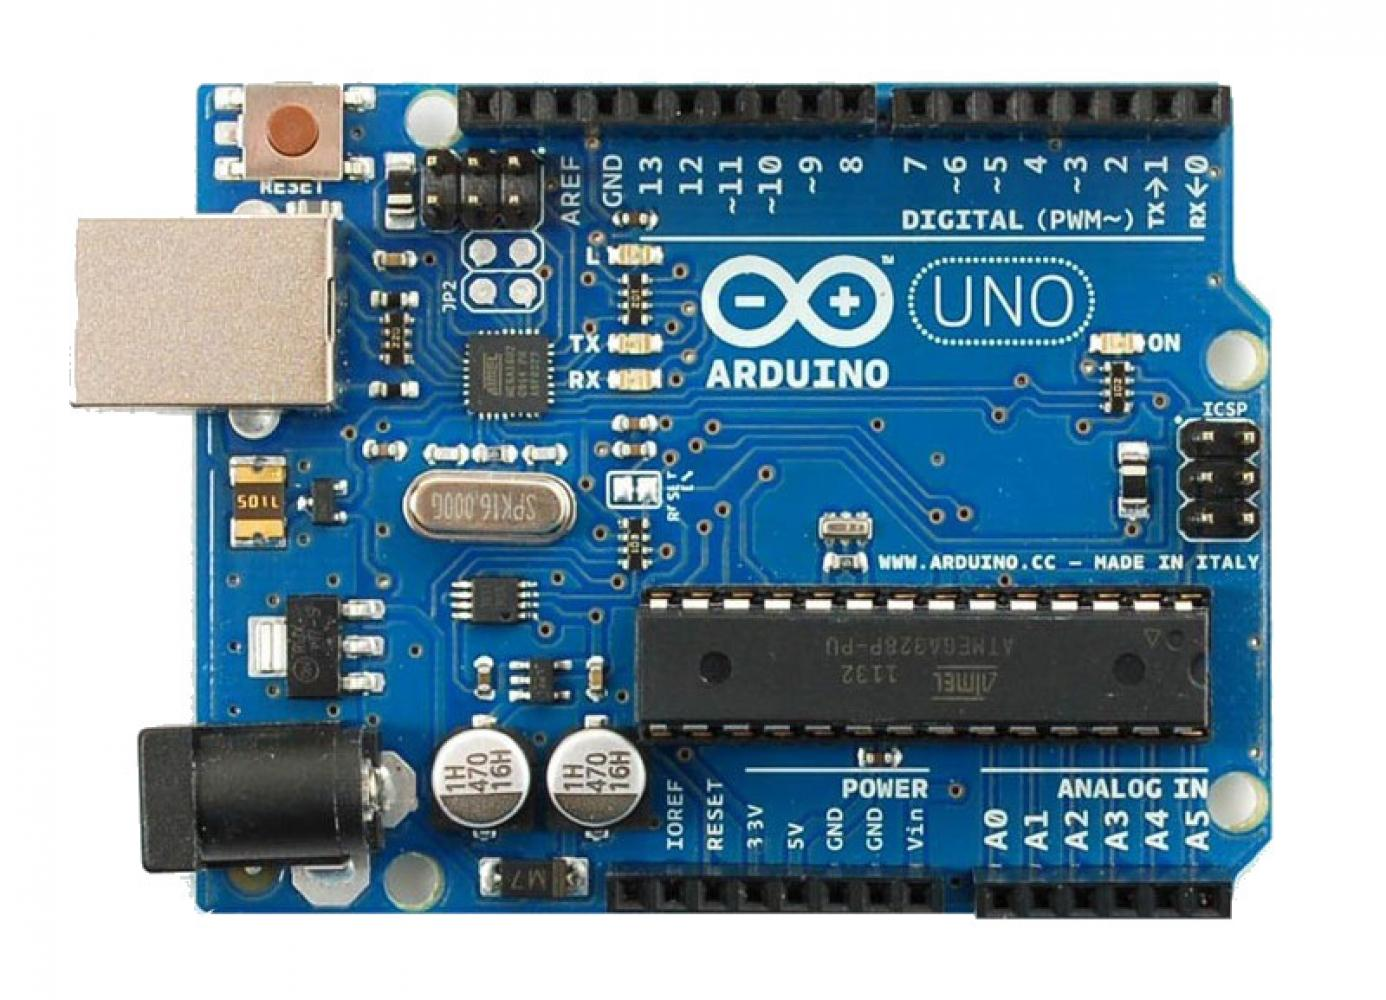 RESET
AREF
GND
13
12
~11
~10
~9
8
7
~6
~5
4
~3
2
TX→1
RX←0
DIGITAL (PWM~)
L
JP2
TX
RX
ARDUINO
TM
UNO
ON
ICSP
501L
SPK16.000G
WWW.ARDUINO.CC – MADE IN ITALY
ATMEGA328P-PU
1132
ATMEL
1H
470
16H
1H
470
16H
M7
POWER
IOREF
RESET
3 3V
5V
GND
GND
Vin
ANALOG IN
A0
A1
A2
A3
A4
A5